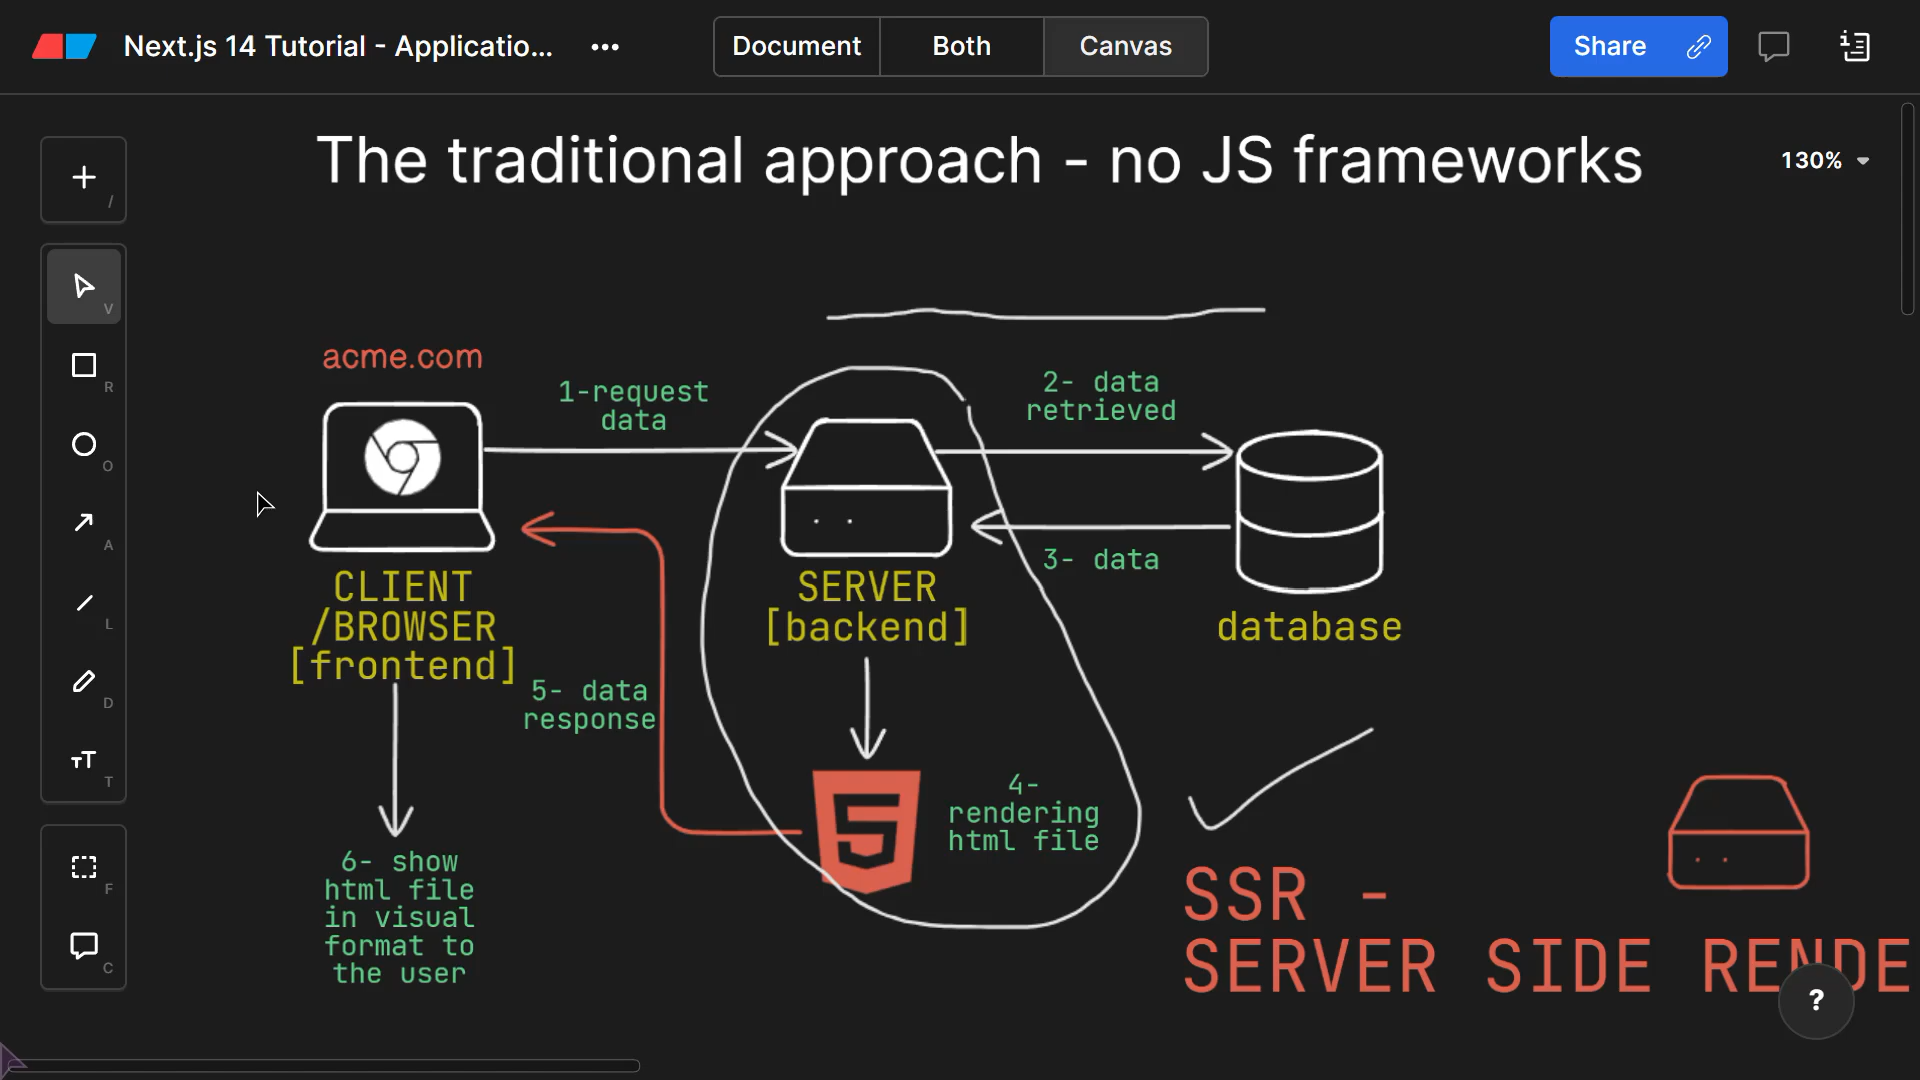 Next.js 14 Tutorial - Applicatio...
Document
Both
Canvas
Share
The traditional approach - no JS frameworks
130%
/
V
R
O
A
L
D
T
F
C
acme.com
1-request
data
2- data
retrieved
3- data
CLIENT
/BROWSER
[frontend]
SERVER
[backend]
database
5- data
response
4-
rendering
html file
6- show
html file
in visual
format to
the user
SSR -
SERVER SIDE RENDE
?